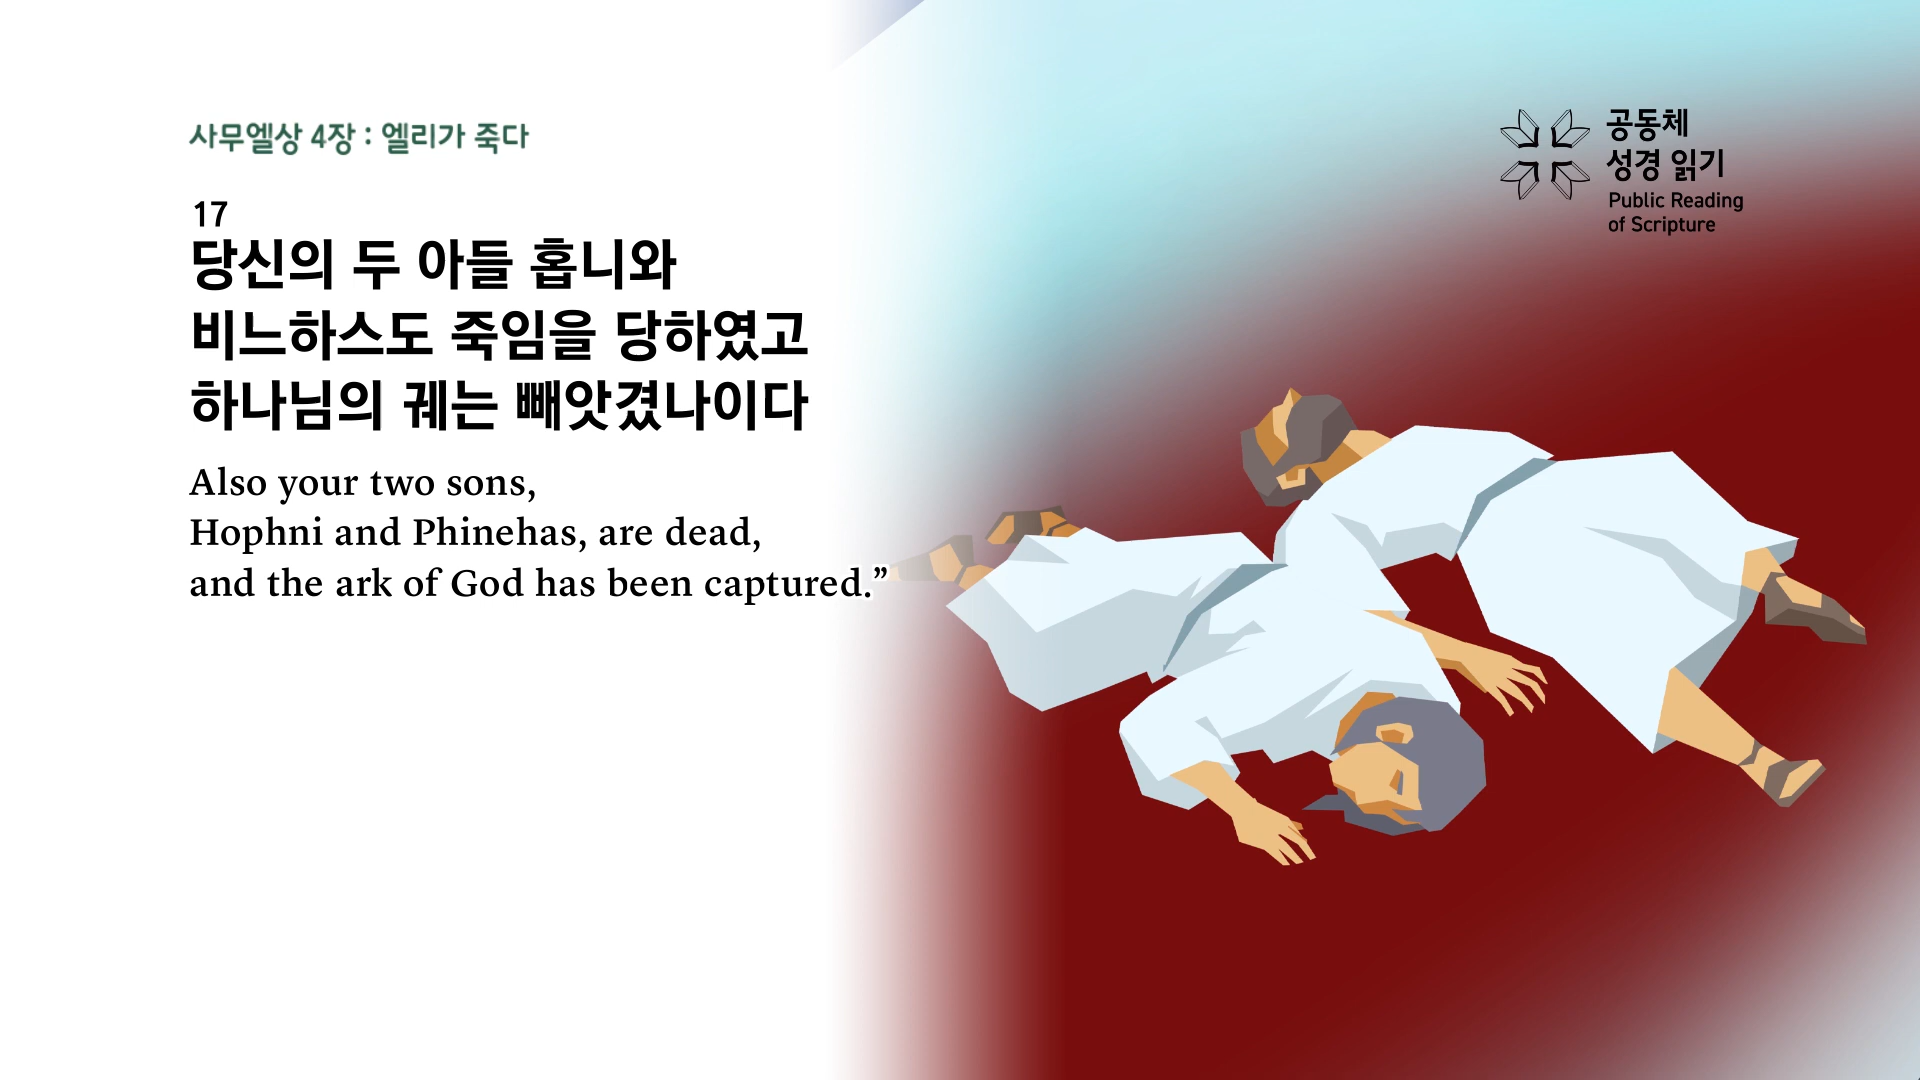 사무엘상 4장 : 엘리가 죽다
17
당신의 두 아들 홉니와
비느하스도 죽임을 당하였고
하나님의 궤는 빼앗겼나이다
Also your two sons,
Hophni and Phinehas, are dead,
and the ark of God has been captured.”
공동체
성경 읽기
Public Reading
of Scripture